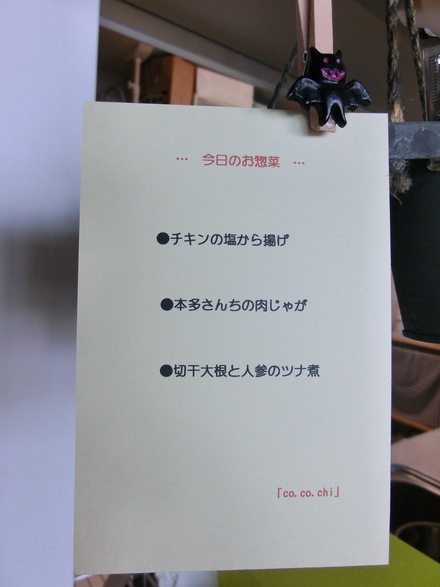 … 今日のお惣菜 …
●チキンの塩から揚げ
●本多さんちの肉じゃが
●切干大根と人参のツナ煮
「co.co.chi」